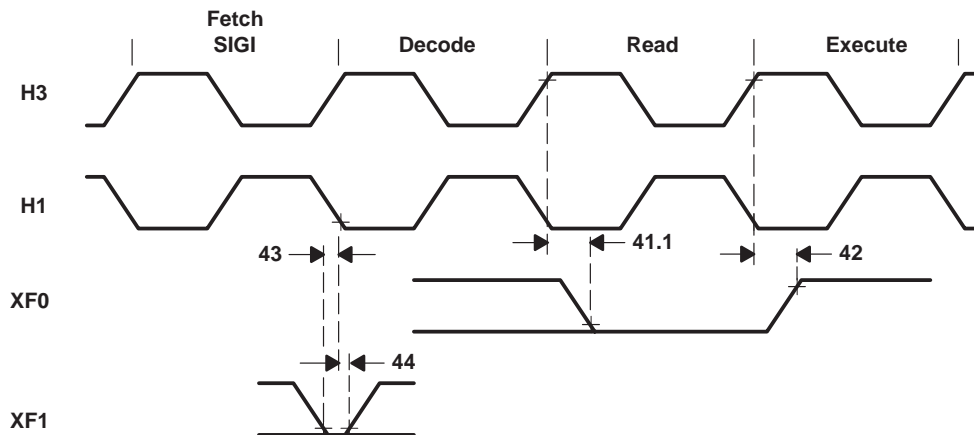 Fetch
SIGI
Decode
Read
Execute
H3
H1
43
41.1
42
XF0
44
XF1